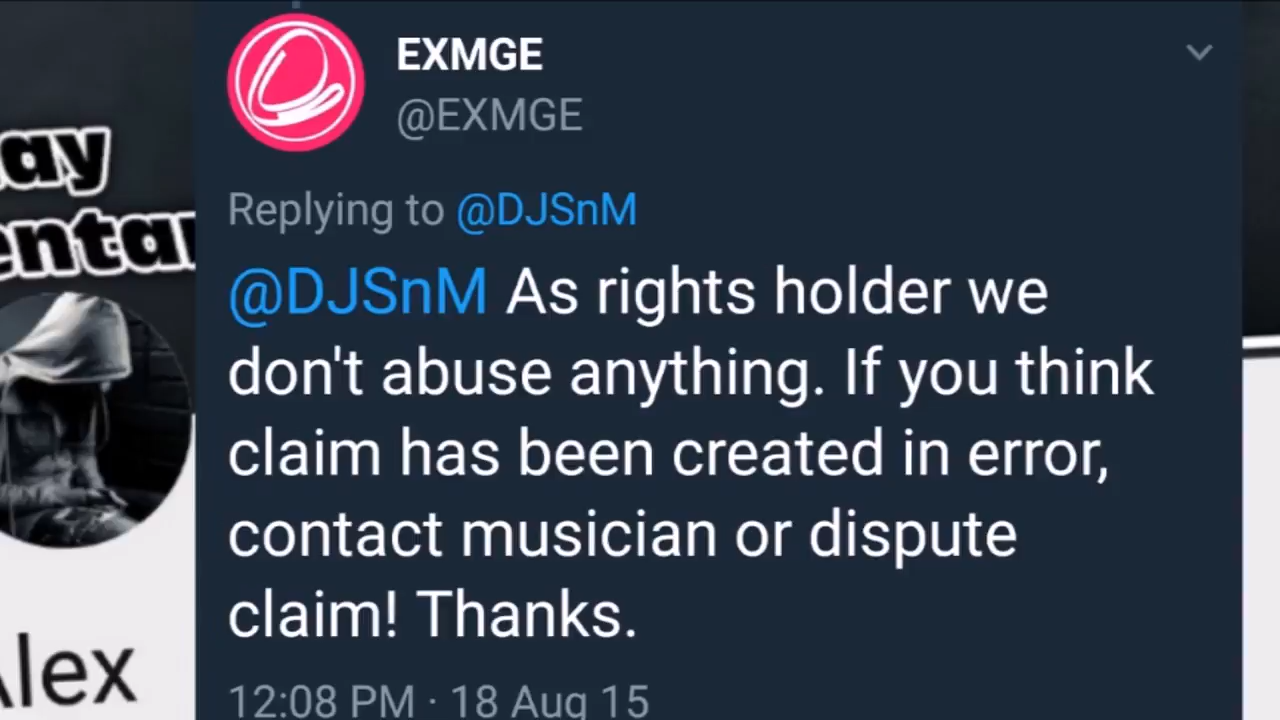 EXMGE
@EXMGE
Replying to @DJSnM
@DJSnM As rights holder we
don't abuse anything. If you think
claim has been created in error,
contact musician or dispute
claim! Thanks.
12:08 PM · 18 Aug 15